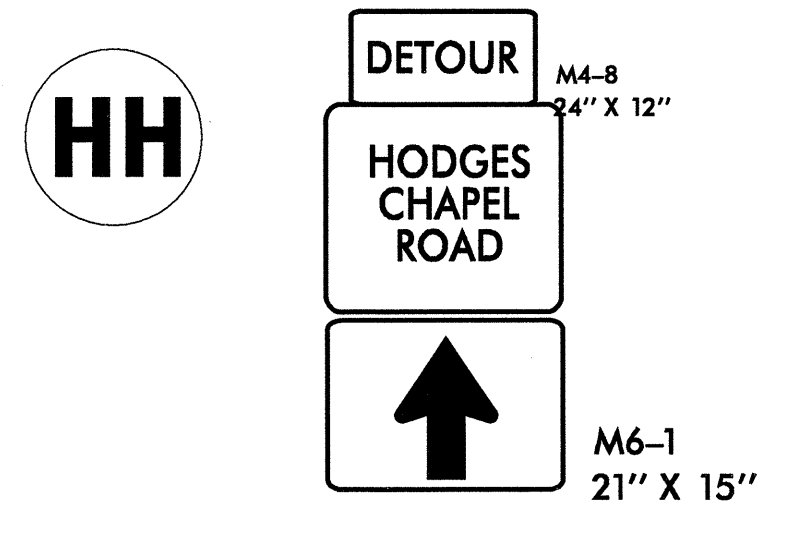 HH
DETOUR
M4–8
24" X 12"
HODGES
CHAPEL
ROAD
M6–1
21" X 15"